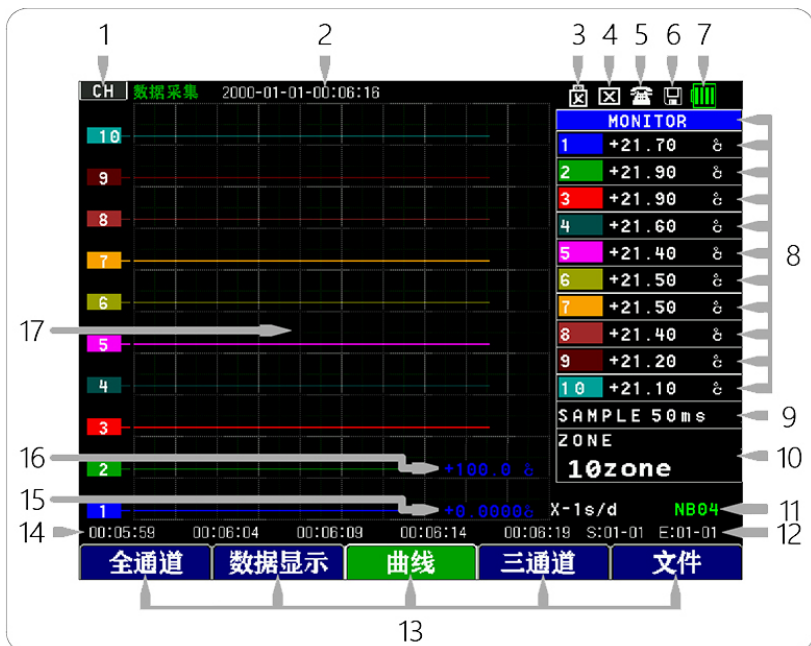 1 2 3 4 5 6 7
CH 数据采集 2000-01-01-00:06:16
MONITOR
1 +21.70 ℃
2 +21.90 ℃
3 +21.90 ℃
4 +21.60 ℃
5 +21.40 ℃
6 +21.50 ℃
7 +21.50 ℃
8 +21.40 ℃
9 +21.20 ℃
10 +21.10 ℃
8
SAMPLE 50ms
9
ZONE
10zone
10
10
9
8
7
6
17
5
4
3
16
2 +100.0 ℃
15
1 +0.0000℃
X-1s/d NB04
11
14
00:05:59 00:06:04 00:06:09 00:06:14 00:06:19 S:01-01 E:01-01
12
全通道 数据显示 曲线 三通道 文件
13